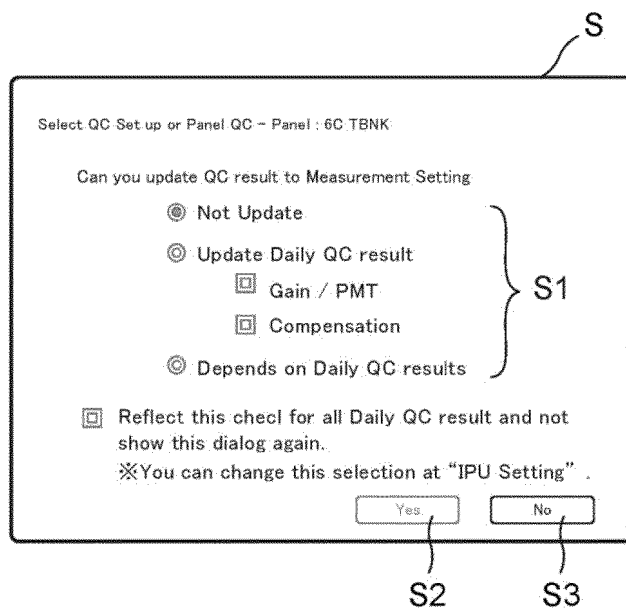 S
Select QC Set up or Panel QC - Panel : 6C TBNK
Can you update QC result to Measurement Setting
Not Update
Update Daily QC result
Gain / PMT
S1
Compensation
Depends on Daily QC results
Reflect this checl for all Daily QC result and not
show this dialog again.
※You can change this selection at “IPU Setting” .
Yes
No
S2
S3